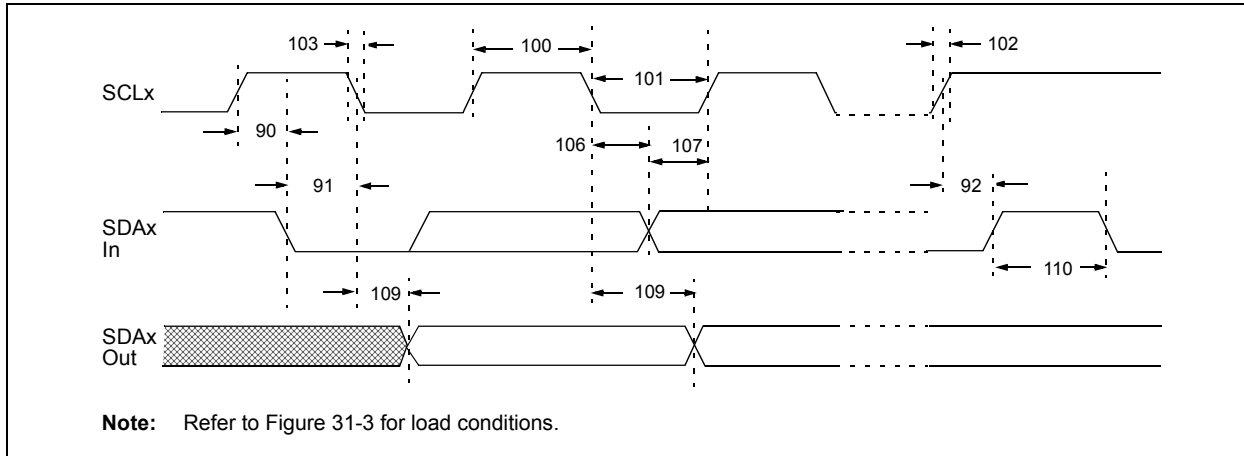 103
100
102
101
SCLx
90
106
107
91
92
SDAx
In
110
109
109
SDAx
Out
Note: Refer to Figure 31-3 for load conditions.